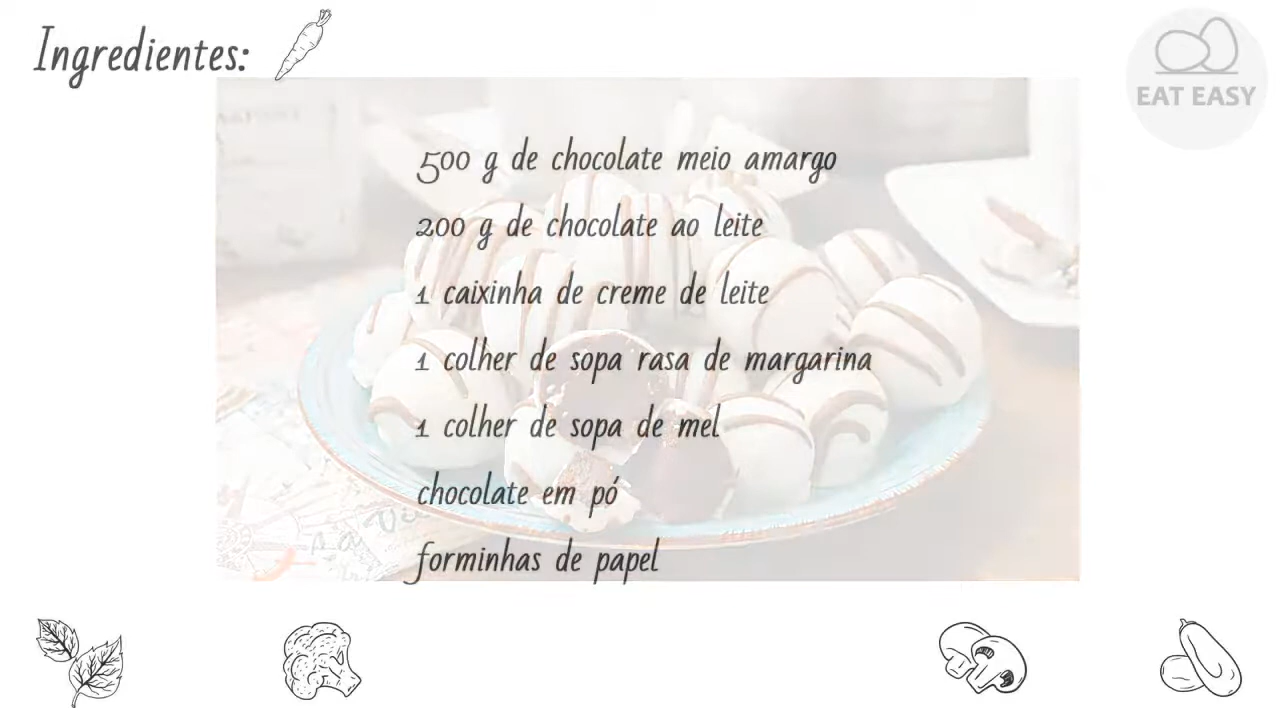 Ingredientes:
EAT EASY
500 g de chocolate meio amargo
200 g de chocolate ao leite
1 caixinha de creme de leite
1 colher de sopa rasa de margarina
1 colher de sopa de mel
chocolate em pó
forminhas de papel